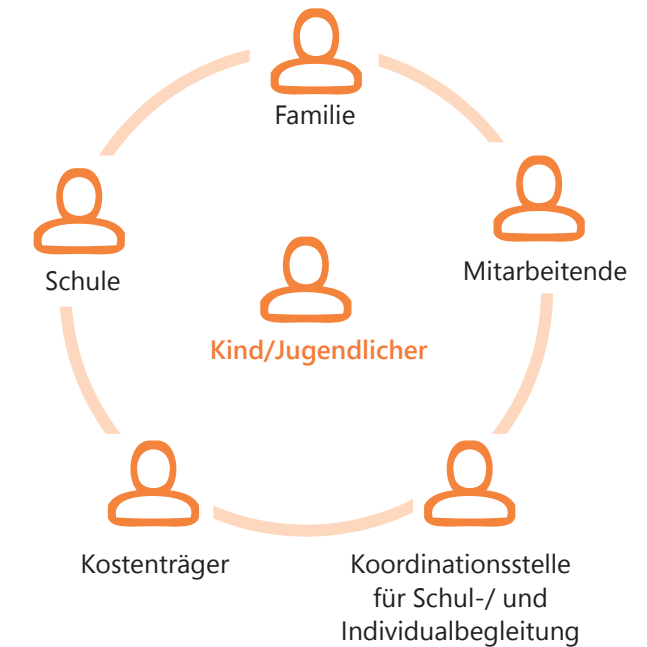 Familie
Mitarbeitende
Schule
Kind/Jugendlicher
Kostenträger
Koordinationsstelle
für Schul-/ und
Individualbegleitung